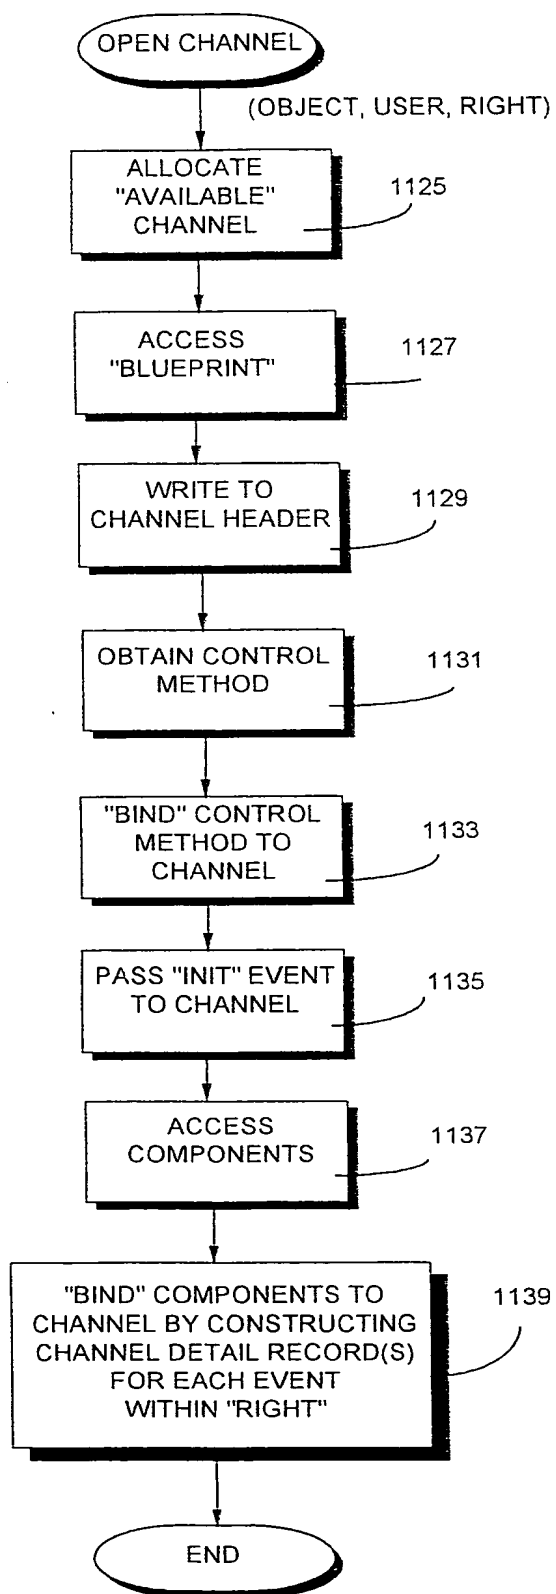 OPEN CHANNEL
(OBJECT, USER, RIGHT)
ALLOCATE
"AVAILABLE"
CHANNEL
1125
ACCESS
"BLUEPRINT"
1127
WRITE TO
CHANNEL HEADER
1129
OBTAIN CONTROL
METHOD
1131
"BIND" CONTROL
METHOD TO
CHANNEL
1133
PASS "INIT" EVENT
TO CHANNEL
1135
ACCESS
COMPONENTS
1137
"BIND" COMPONENTS TO
CHANNEL BY CONSTRUCTING
CHANNEL DETAIL RECORD(S)
FOR EACH EVENT
WITHIN "RIGHT"
1139
END